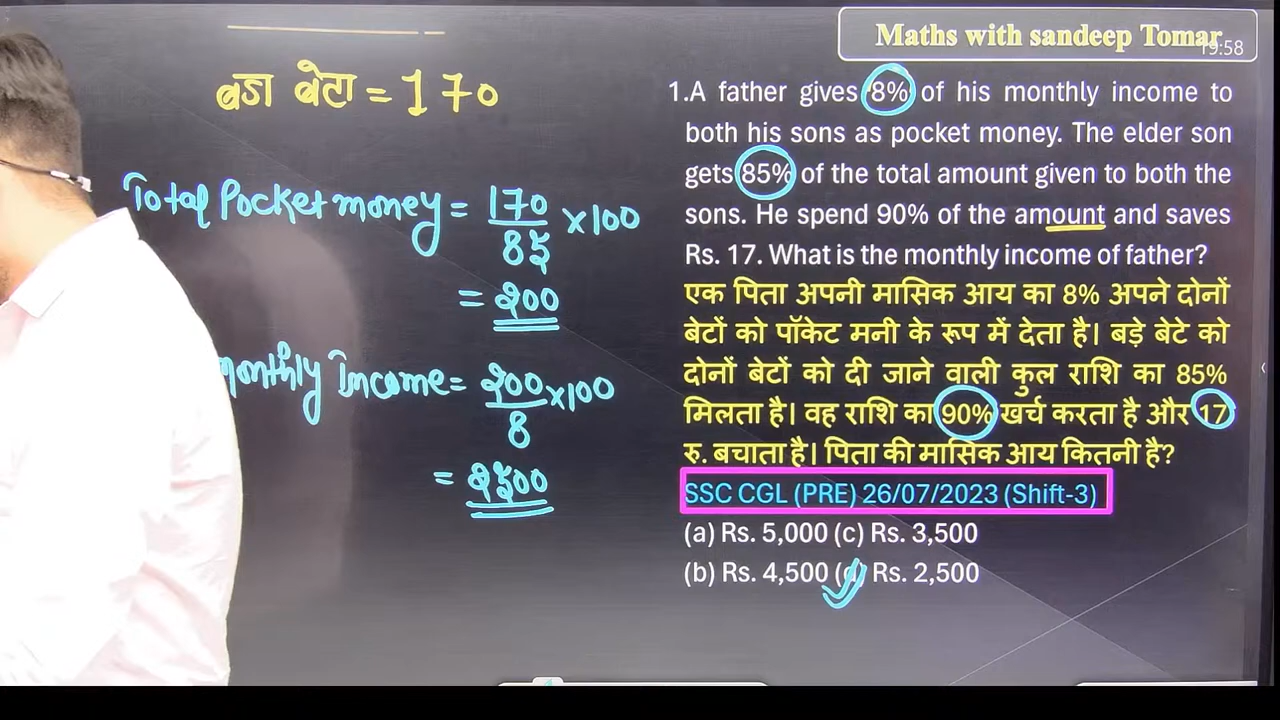 Maths with sandeep Tomar
19:58
बडा बेटा = 170
Total Pocket money = 170/85 × 100
= २००
monthly Income = २००/8 × 100
= २५००
1.A father gives 8% of his monthly income to
both his sons as pocket money. The elder son
gets 85% of the total amount given to both the
sons. He spend 90% of the amount and saves
Rs. 17. What is the monthly income of father?
एक पिता अपनी मासिक आय का 8% अपने दोनों
बेटों को पॉकेट मनी के रूप में देता है। बड़े बेटे को
दोनों बेटों को दी जाने वाली कुल राशि का 85%
मिलता है। वह राशि का 90% खर्च करता है और 17
रु. बचाता है। पिता की मासिक आय कितनी है?
SSC CGL (PRE) 26/07/2023 (Shift-3)
(a) Rs. 5,000 (c) Rs. 3,500
(b) Rs. 4,500 (d) Rs. 2,500